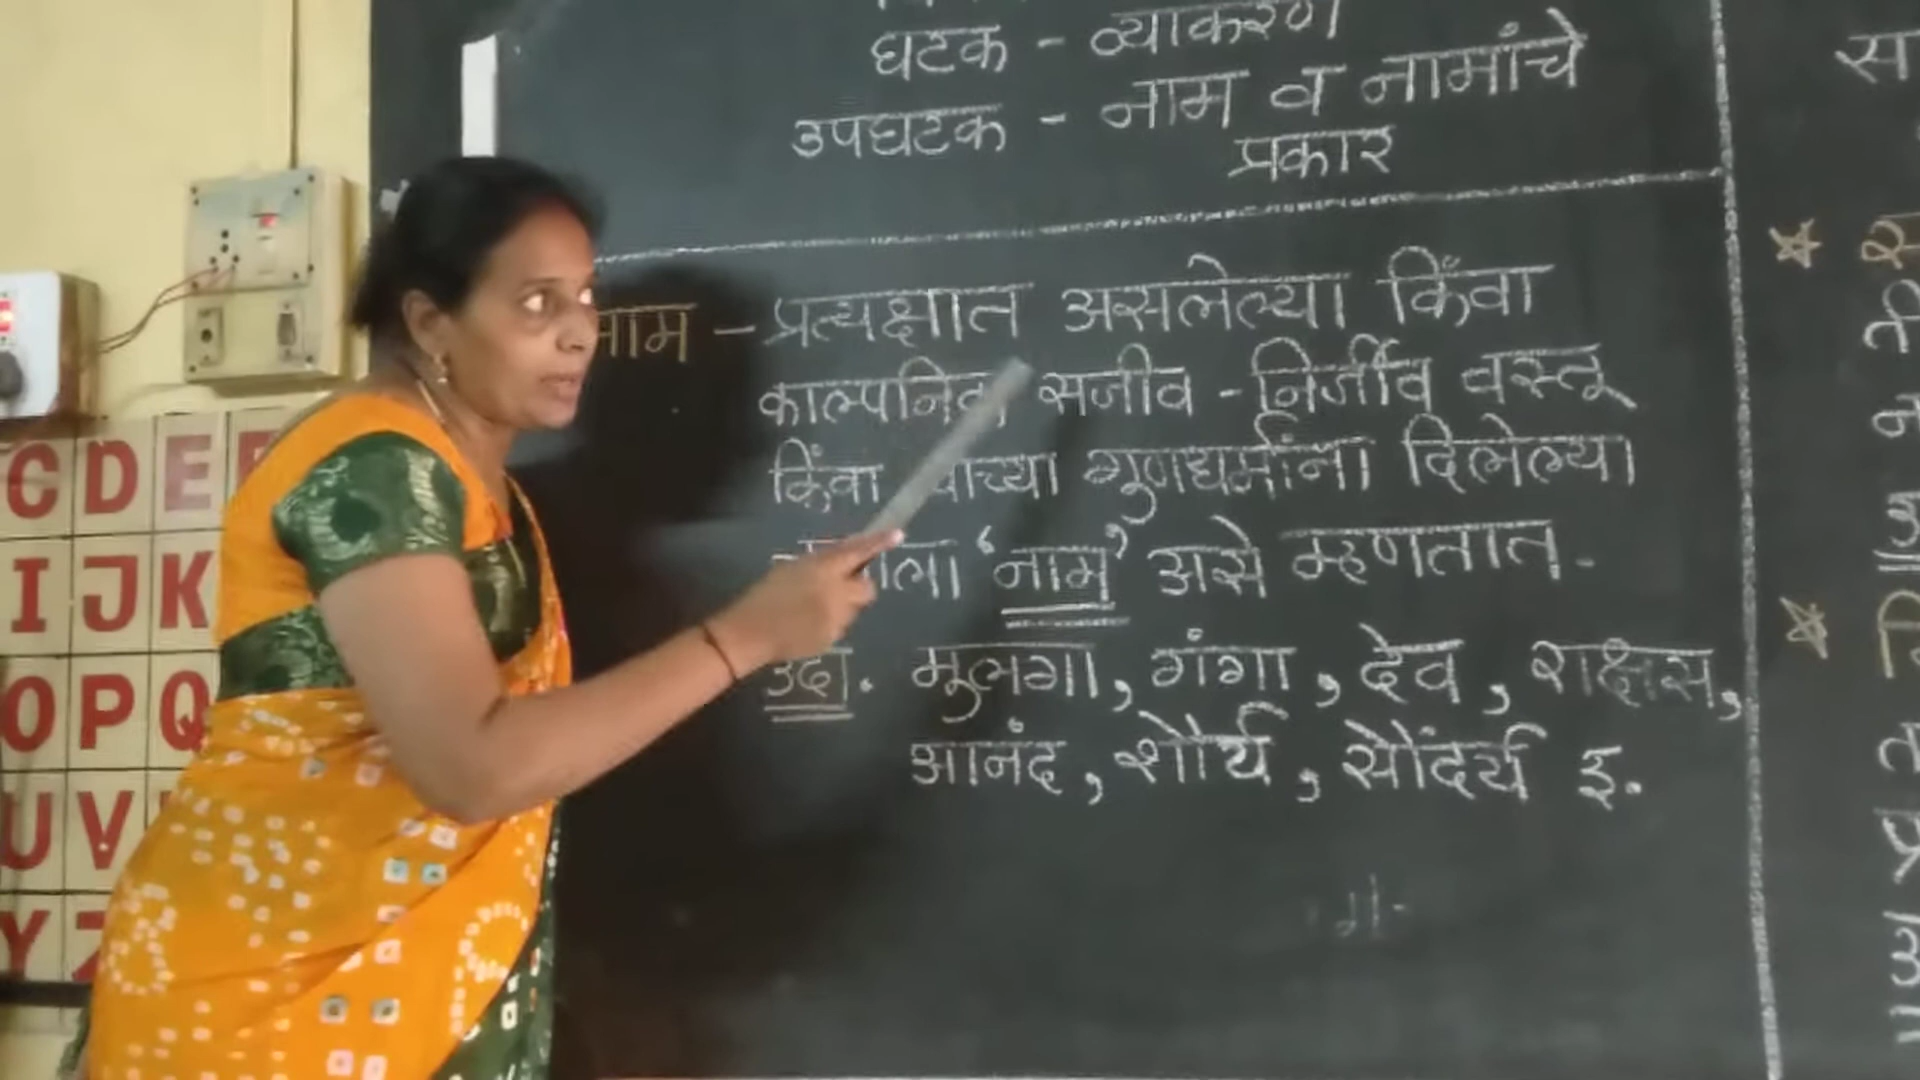 घटक - व्याकरण
उपघटक - नाम व नामांचे
प्रकार
नाम - प्रत्यक्षात असलेल्या किंवा
काल्पनिक सजीव - निर्जीव वस्तू
किंवा गुणधर्मांना दिलेल्या
'नाम' असे म्हणतात.
उदा. मुलगा, गंगा, देव, राक्षस,
आनंद, शौर्य, सौंदर्य इ.
C D E
I J K
O P Q
U V
Y Z